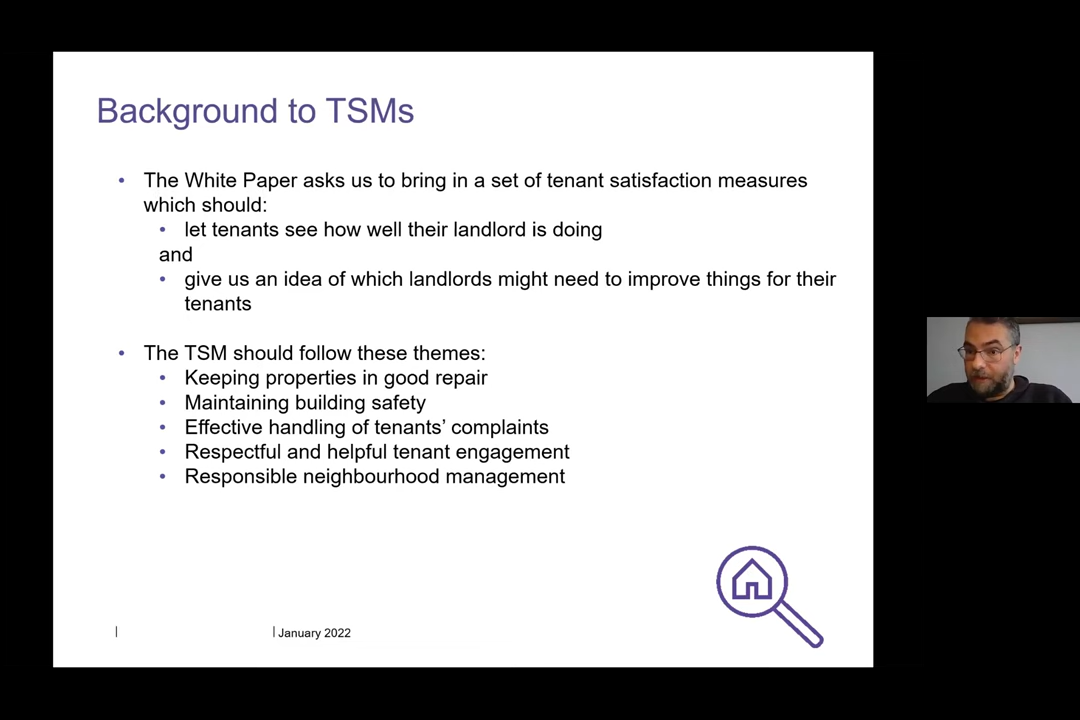 Background to TSMs
• The White Paper asks us to bring in a set of tenant satisfaction measures
which should:
• let tenants see how well their landlord is doing
and
• give us an idea of which landlords might need to improve things for their
tenants
• The TSM should follow these themes:
• Keeping properties in good repair
• Maintaining building safety
• Effective handling of tenants’ complaints
• Respectful and helpful tenant engagement
• Responsible neighbourhood management
January 2022